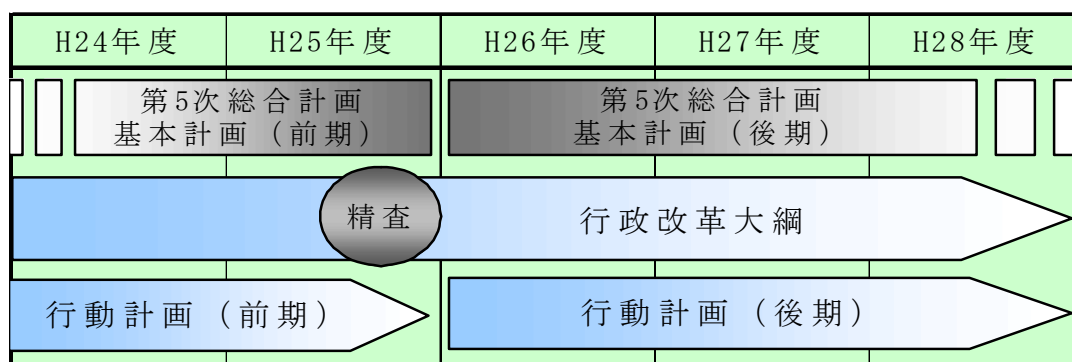 H24年度
H25年度
H26年度
H27年度
H28年度
第5次総合計画
基本計画（前期）
第5次総合計画
基本計画（後期）
精査
行政改革大綱
行動計画（前期）
行動計画（後期）